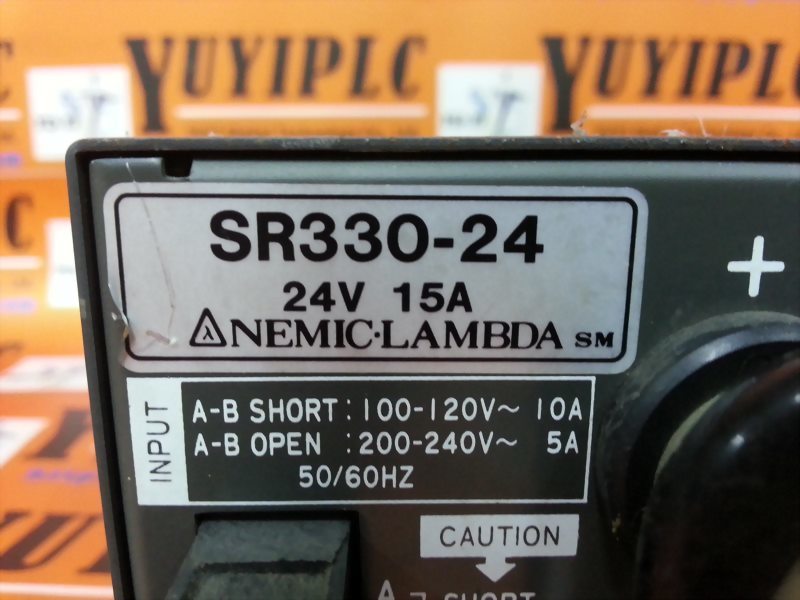 YUYIPLC
YUYIPLC
SR330-24
+
24V 15A
NEMIC·LAMBDA SM
INPUT
A-B SHORT : 100-120V~ 10A
A-B OPEN : 200-240V~ 5A
50/60HZ
CAUTION
A
SHORT